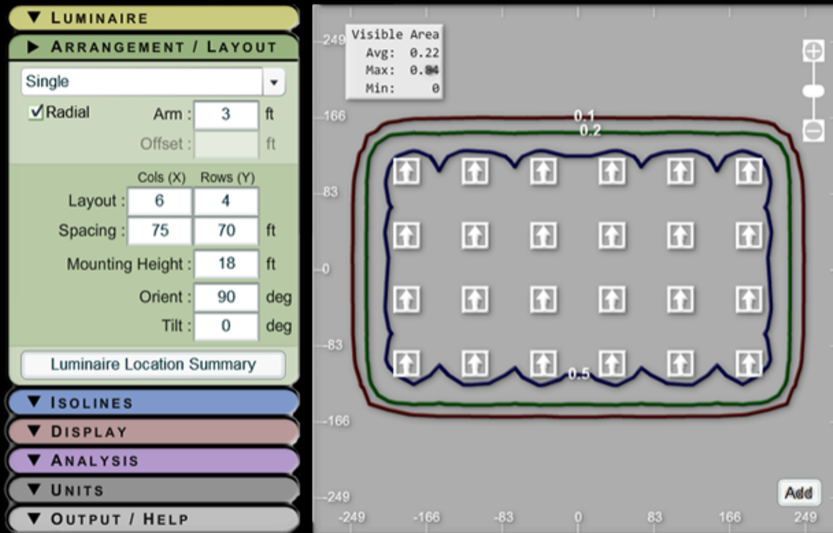 ▼ LUMINAIRE
▶ ARRANGEMENT / LAYOUT
Single
Radial Arm : 3 ft
Offset : ft
Cols (X) Rows (Y)
Layout : 6 4
Spacing : 75 70 ft
Mounting Height : 18 ft
Orient : 90 deg
Tilt : 0 deg
Luminaire Location Summary
▼ ISOLINES
▼ DISPLAY
▼ ANALYSIS
▼ UNITS
▼ OUTPUT / HELP
Visible Area
Avg: 0.22
Max:
Min: 0
249
166
83
0
-83
-166
-249
0.1
0.2
0.5
Add
-249 -166 -83 0 83 166 249